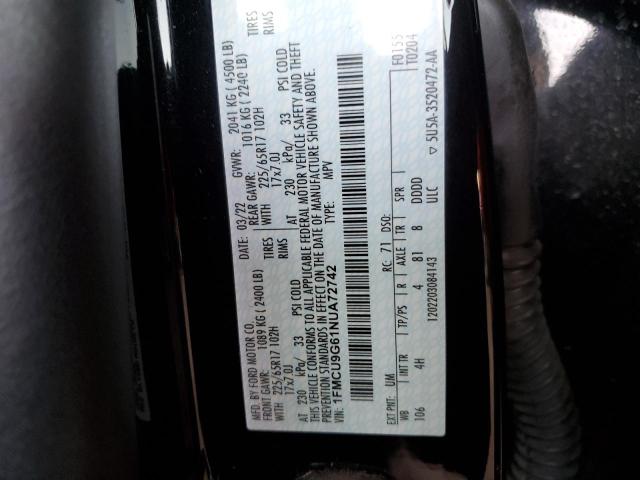 MFD. BY FORD MOTOR CO.
DATE: 03/22 GVWR: 2041 KG ( 4500 LB)
FRONT GAWR: 1089 KG ( 2400 LB) REAR GAWR: 1016 KG ( 2240 LB)
225/65R17 102H TIRES WITH 225/65R17 102H TIRES
17x7.0J RIMS 17x7.0J RIMS
AT 230 kPa/ 33 PSI COLD AT 230 kPa/ 33 PSI COLD
THIS VEHICLE CONFORMS TO ALL APPLICABLE FEDERAL MOTOR VEHICLE SAFETY AND THEFT
PREVENTION STANDARDS IN EFFECT ON THE DATE OF MANUFACTURE SHOWN ABOVE.
1FMCU9G61NUA72742 TYPE: MPV
F0155
T0204
EXT PNT: UM RC: 71 DSO:
WB INT TR TP/PS R AXLE TR SPR
106 4H 4 81 8 DDDD
ULC
1202203084143 5U5A-3520472-AA